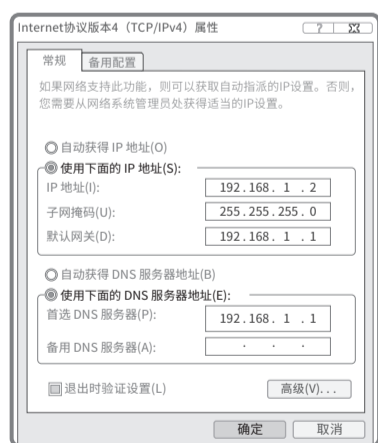 Internet协议版本4（TCP/IPv4）属性
常规 备用配置
如果网络支持此功能，则可以获取自动指派的IP设置。否则，
您需要从网络系统管理员处获得适当的IP设置。
自动获得 IP 地址(O)
使用下面的 IP 地址(S):
IP 地址(I): 192.168. 1 . 2
子网掩码(U): 255.255.255. 0
默认网关(D): 192.168. 1 . 1
自动获得 DNS 服务器地址(B)
使用下面的 DNS 服务器地址(E):
首选 DNS 服务器(P): 192.168. 1 . 1
备用 DNS 服务器(A): . . .
退出时验证设置(L) 高级(V)...
确定 取消